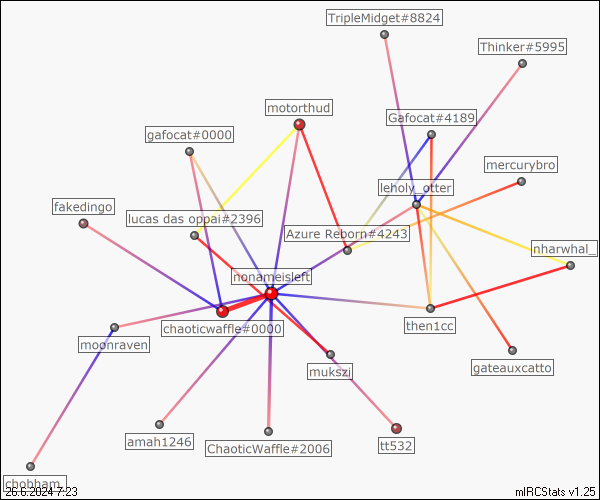 TripleMidget#8824
Thinker#5995
motorthud
Gafocat#4189
gafocat#0000
mercurybro
leholy_otter
fakedingo
lucas das oppai#2396
Azure Reborn#4243
nharwhal_
nonameisleft
chaoticwaffle#0000
then1cc
moonraven
mukszi
gateauxcatto
amah1246
ChaoticWaffle#2006
tt532
chobham_
26.6.2024 7:23
mIRCStats v1.25